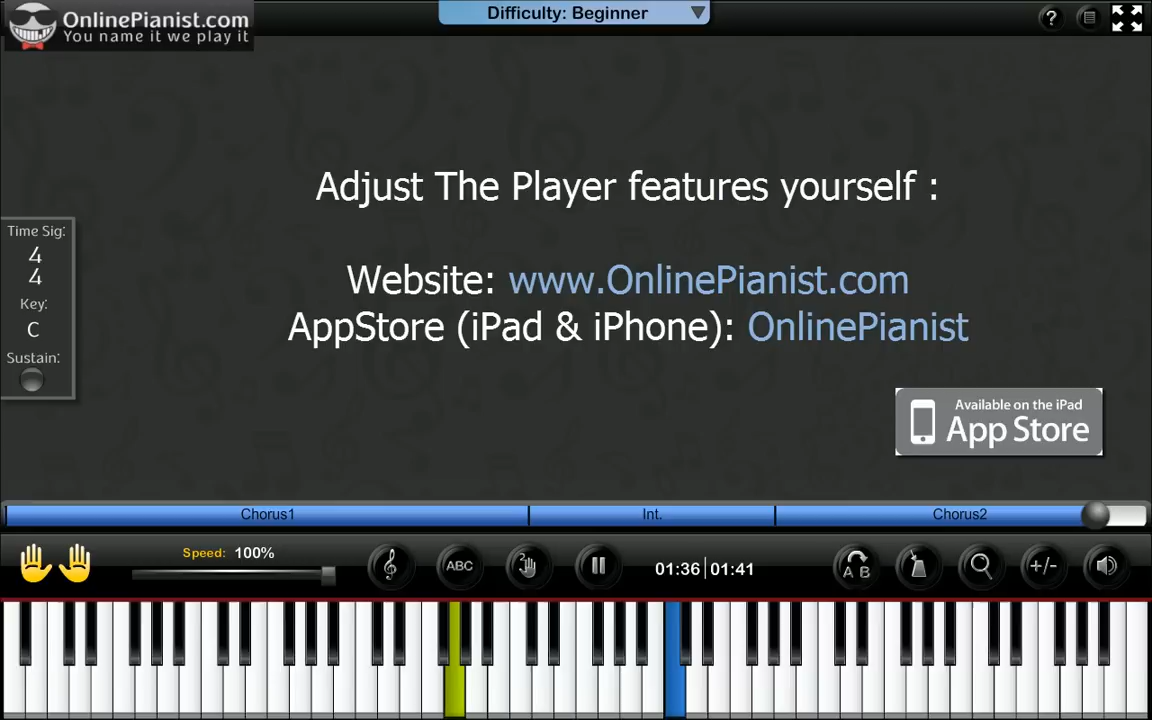 OnlinePianist.com
You name it we play it
Difficulty: Beginner
?
Adjust The Player features yourself :
Time Sig:
4
4
Key:
C
Sustain:
Website: www.OnlinePianist.com
AppStore (iPad & iPhone): OnlinePianist
Available on the iPad
App Store
Chorus1
Int.
Chorus2
Speed: 100%
ABC
2
01:36|01:41
A B
+/-